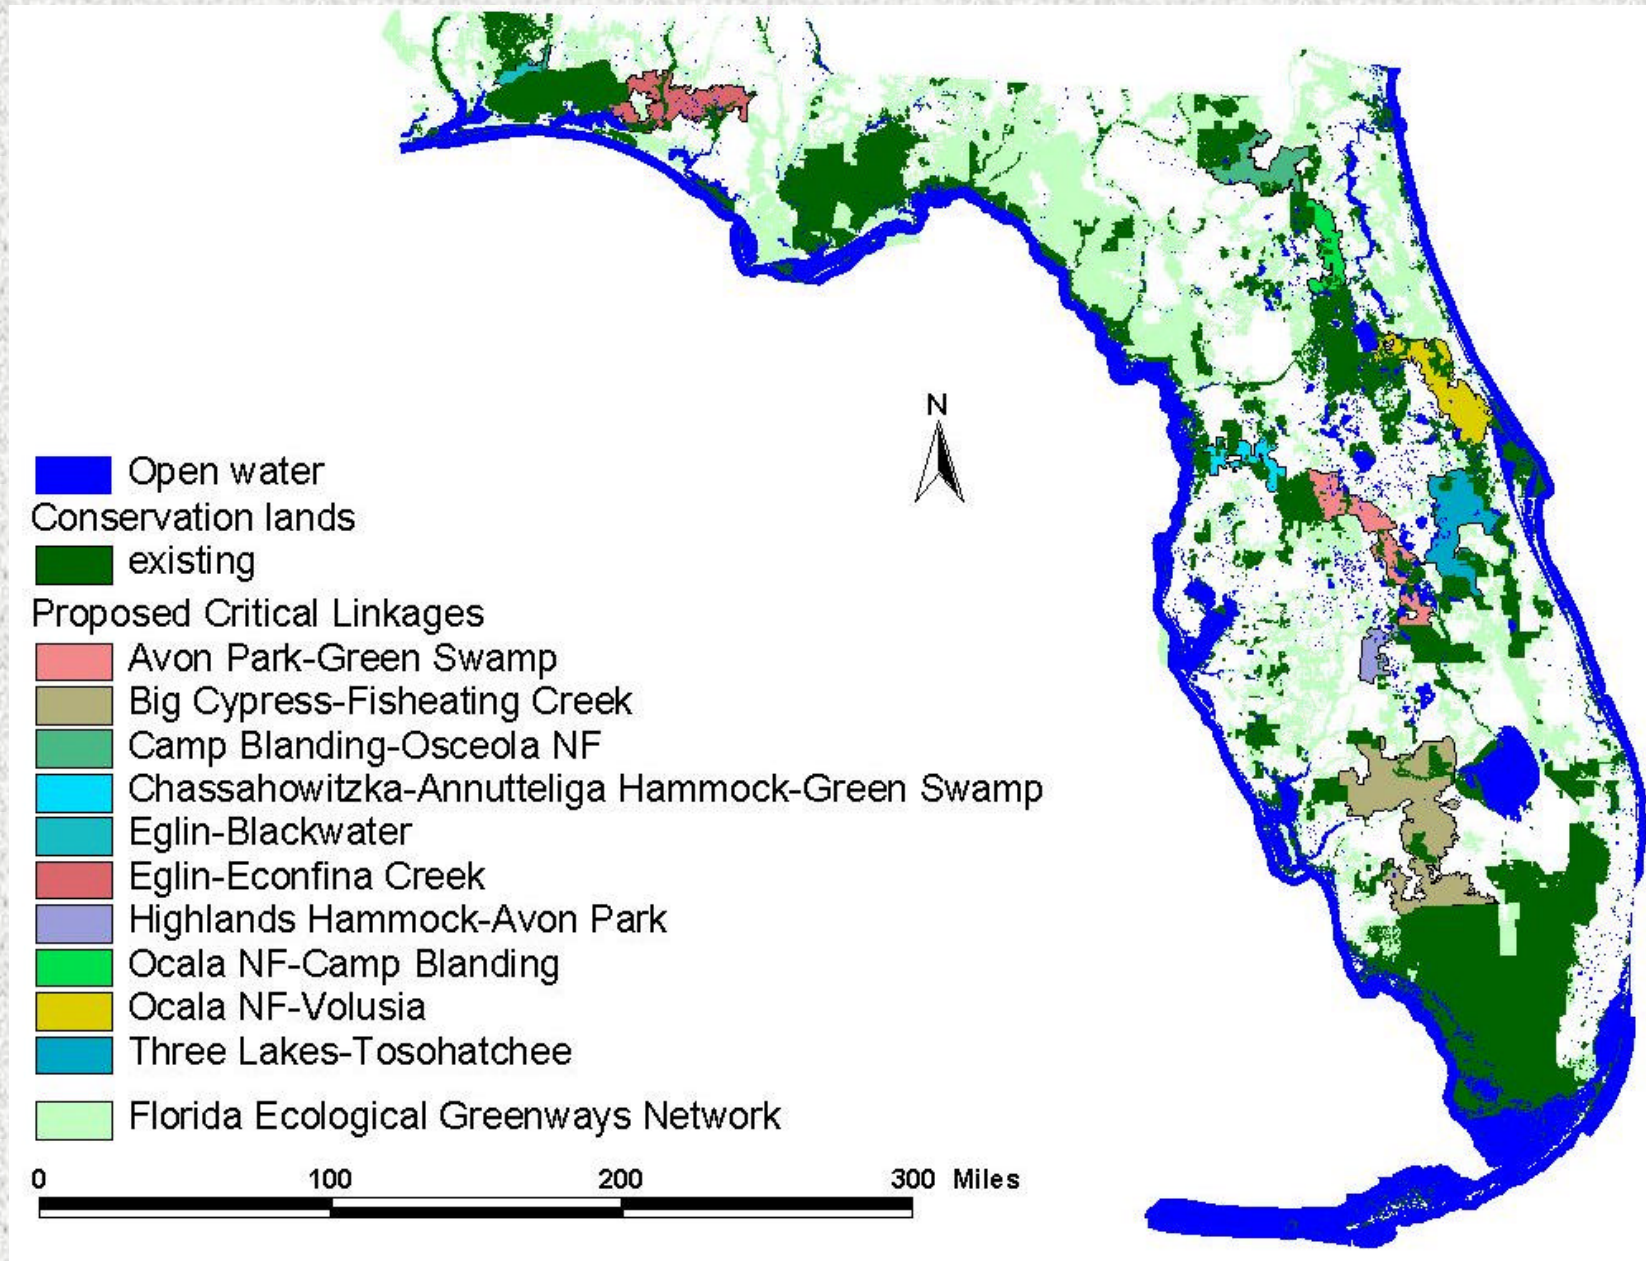 N
Open water
Conservation lands
existing
Proposed Critical Linkages
Avon Park-Green Swamp
Big Cypress-Fisheating Creek
Camp Blanding-Osceola NF
Chassahowitzka-Annutteliga Hammock-Green Swamp
Eglin-Blackwater
Eglin-Econfina Creek
Highlands Hammock-Avon Park
Ocala NF-Camp Blanding
Ocala NF-Volusia
Three Lakes-Tosohatchee
Florida Ecological Greenways Network
0 100 200 300 Miles